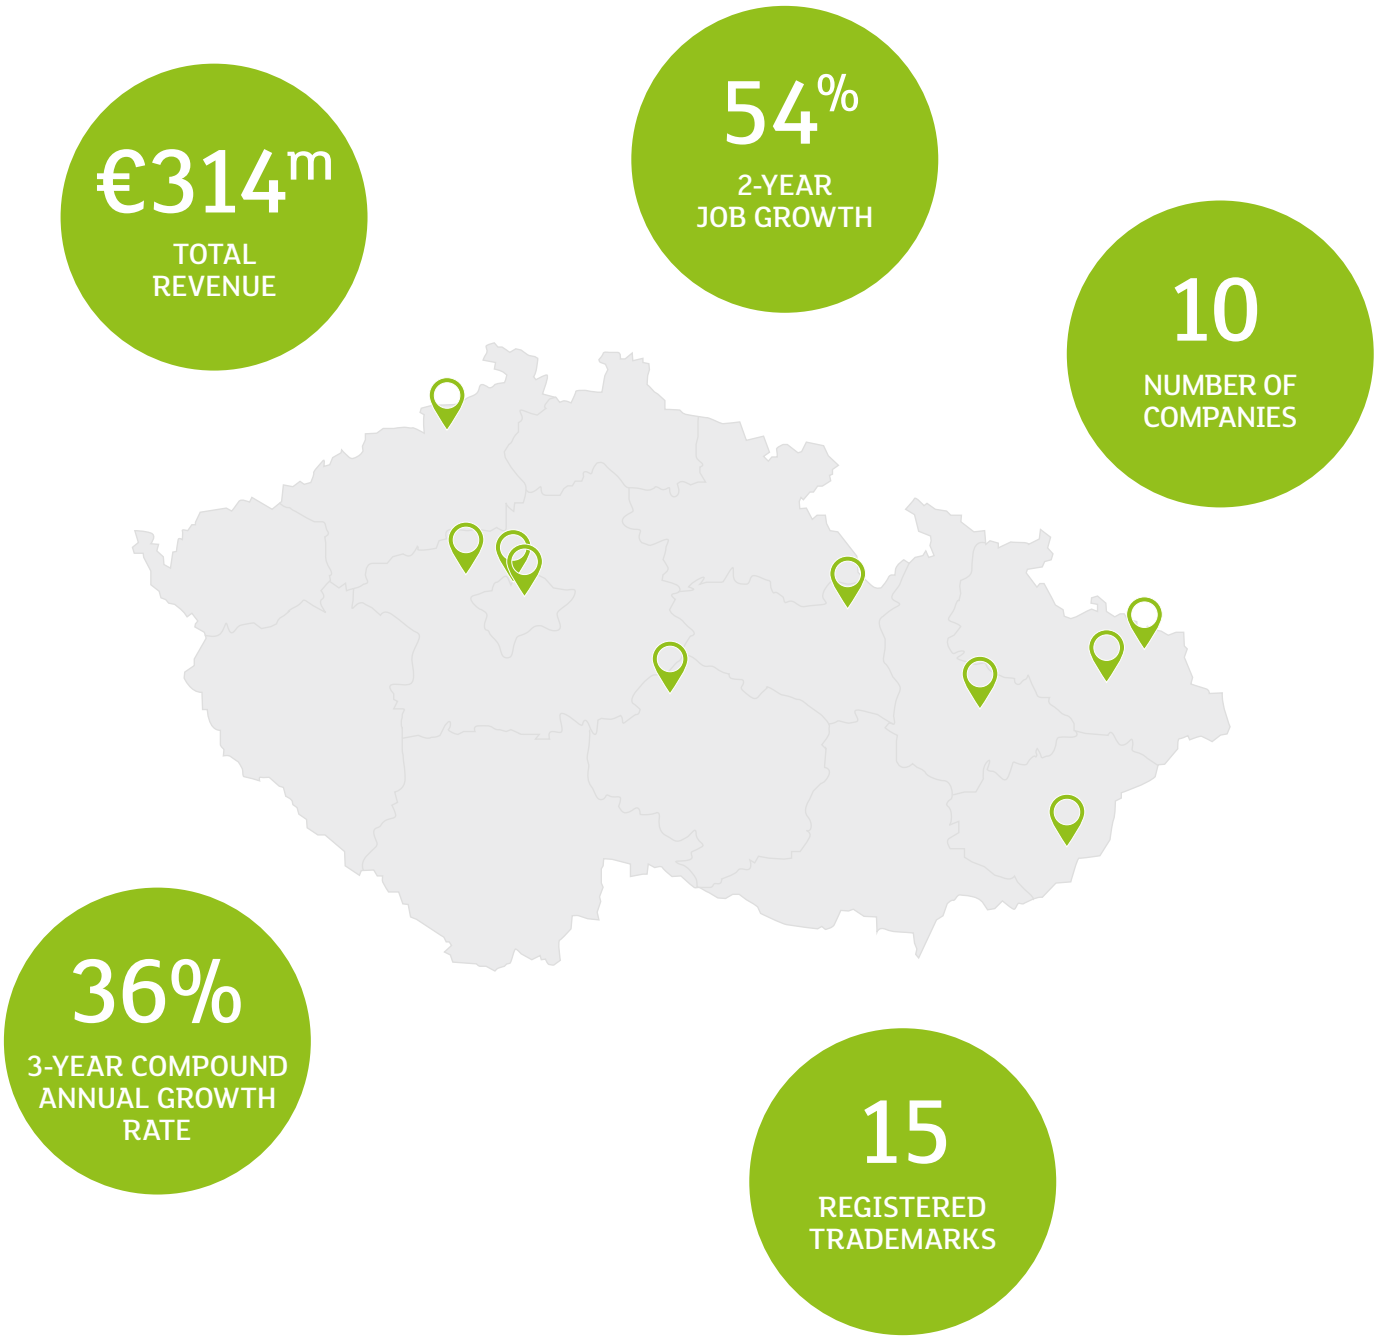 €314m
TOTAL
REVENUE
54%
2-YEAR
JOB GROWTH
10
NUMBER OF
COMPANIES
36%
3-YEAR COMPOUND
ANNUAL GROWTH
RATE
15
REGISTERED
TRADEMARKS